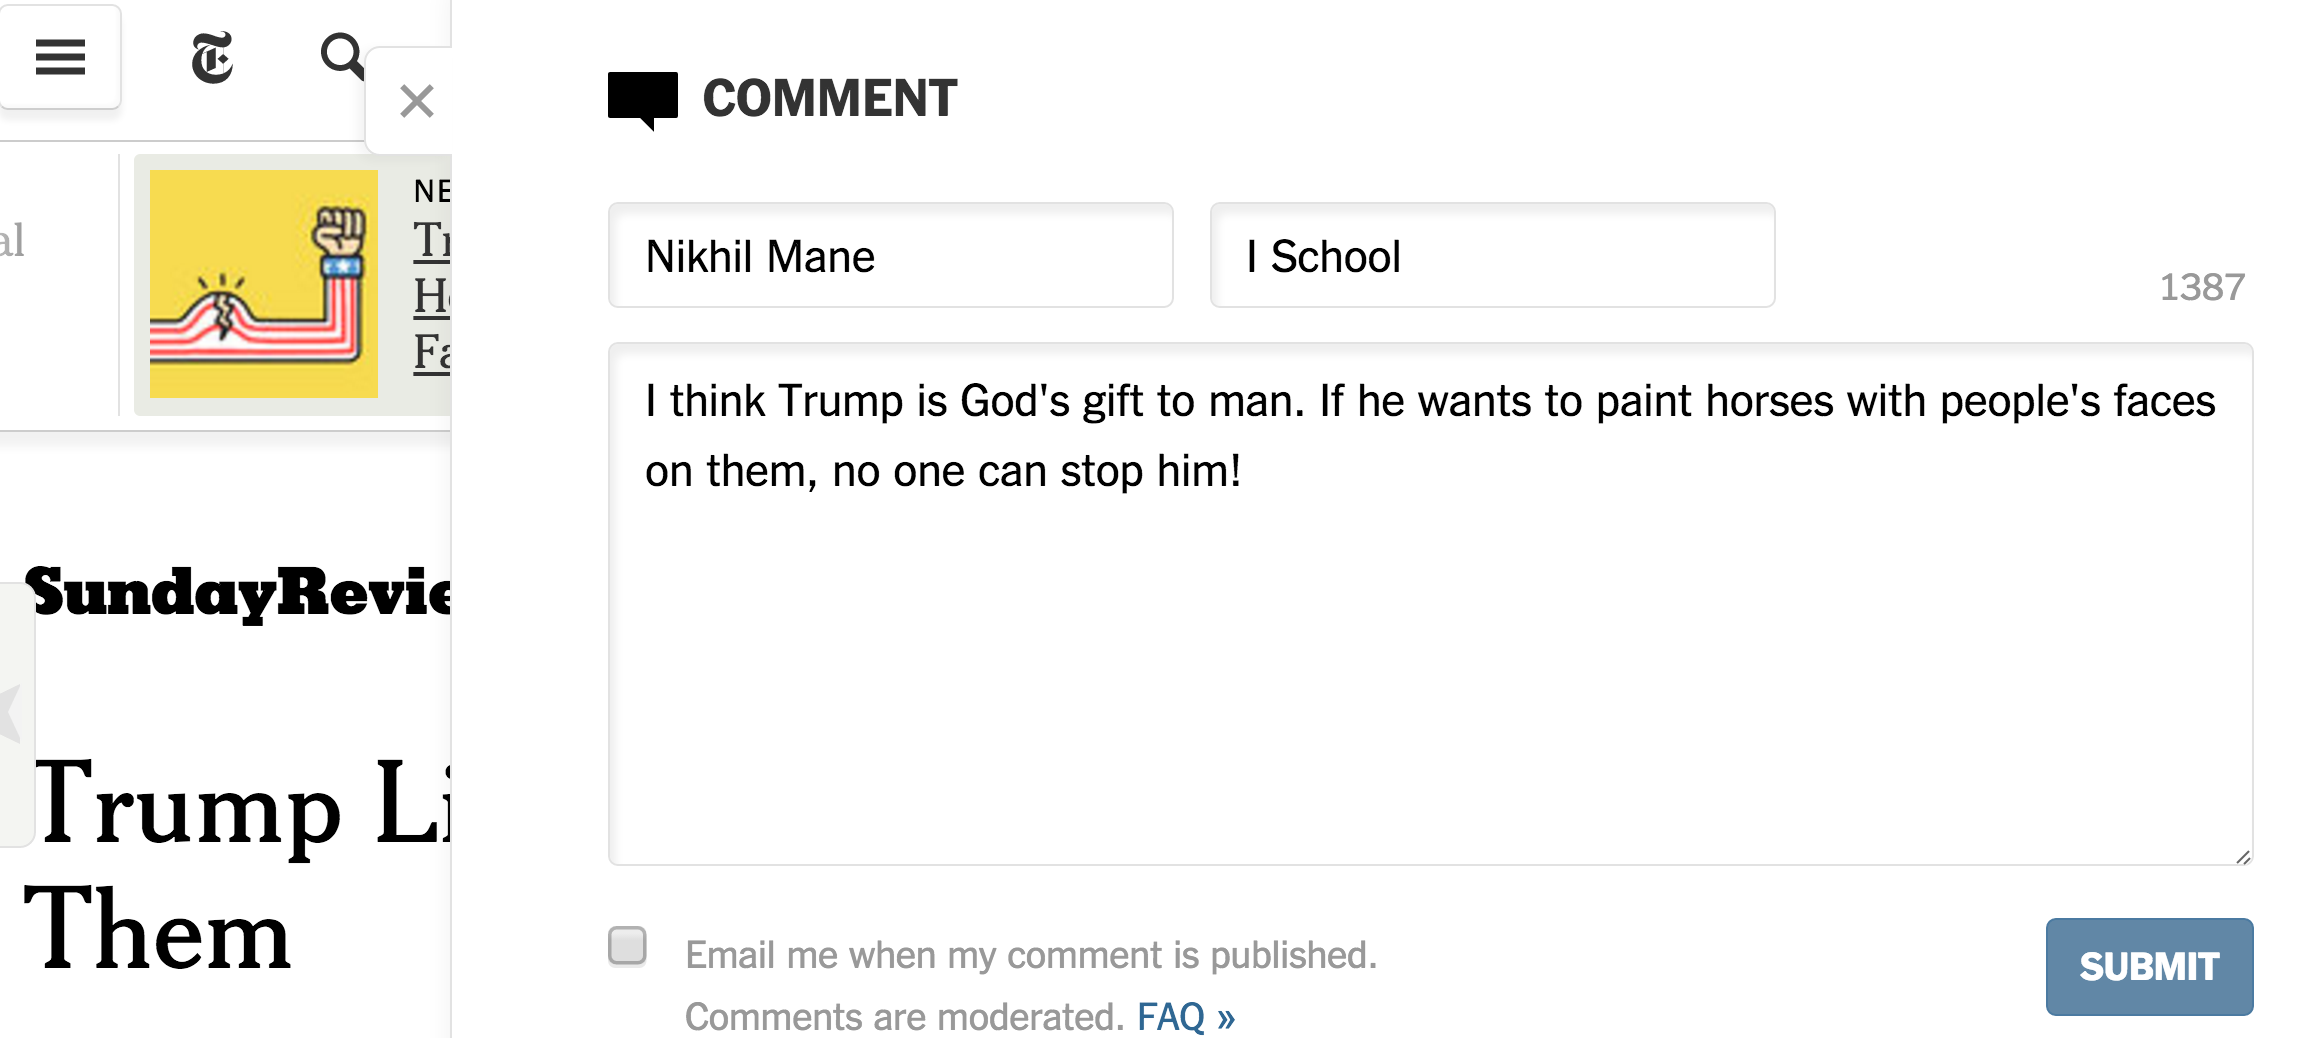 al
NE
Tr
He
Fa
SundayRevie
Trump Li
Them
COMMENT
Nikhil Mane
I School
1387
I think Trump is God's gift to man. If he wants to paint horses with people's faces
on them, no one can stop him!
Email me when my comment is published.
Comments are moderated. FAQ »
SUBMIT